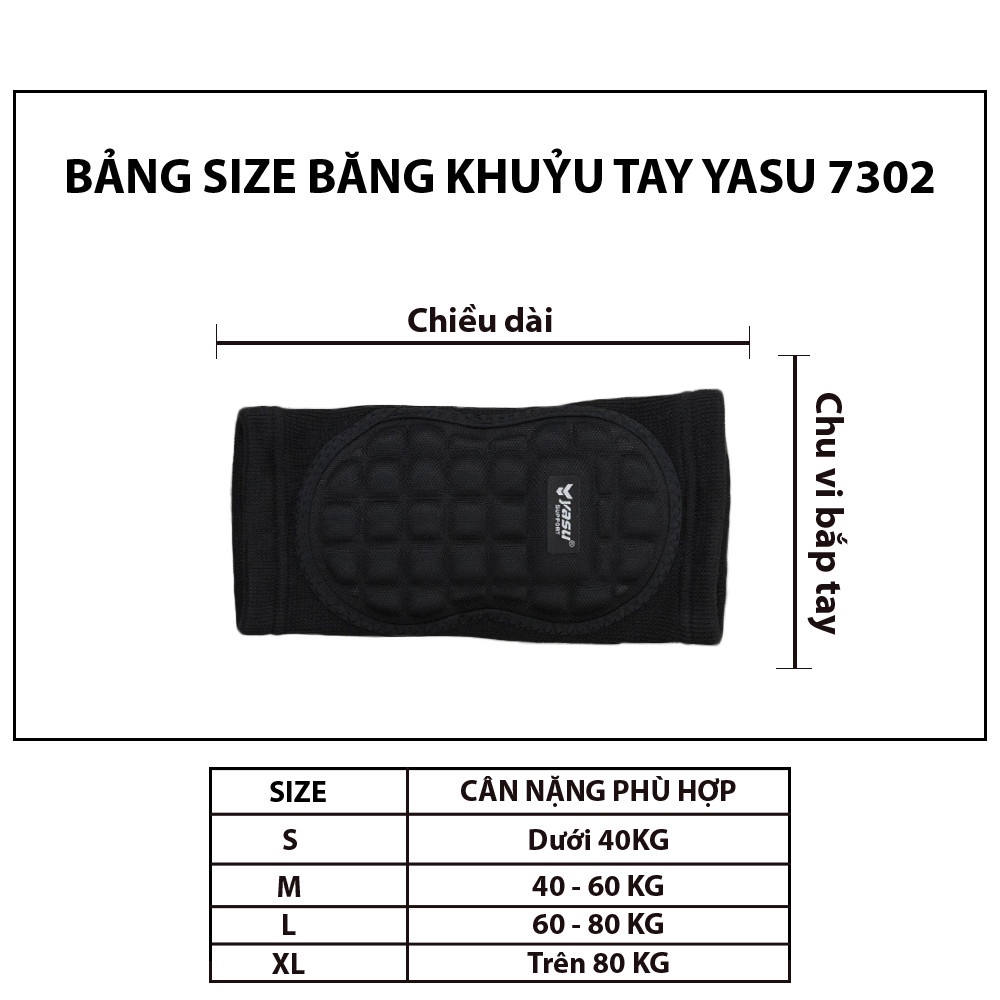 BẢNG SIZE BĂNG KHUỶU TAY YASU 7302
Chiều dài
Chu vi bắp tay
yasu®
SUPPORT
SIZE CÂN NẶNG PHÙ HỢP
S Dưới 40KG
M 40 - 60 KG
L 60 - 80 KG
XL Trên 80 KG